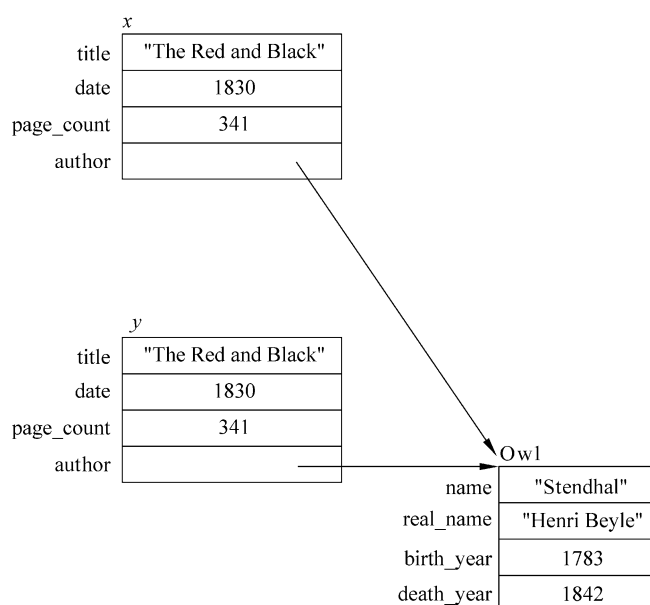 x
title "The Red and Black"
date 1830
page_count 341
author
y
title "The Red and Black"
date 1830
page_count 341
author
Owl
name "Stendhal"
real_name "Henri Beyle"
birth_year 1783
death_year 1842